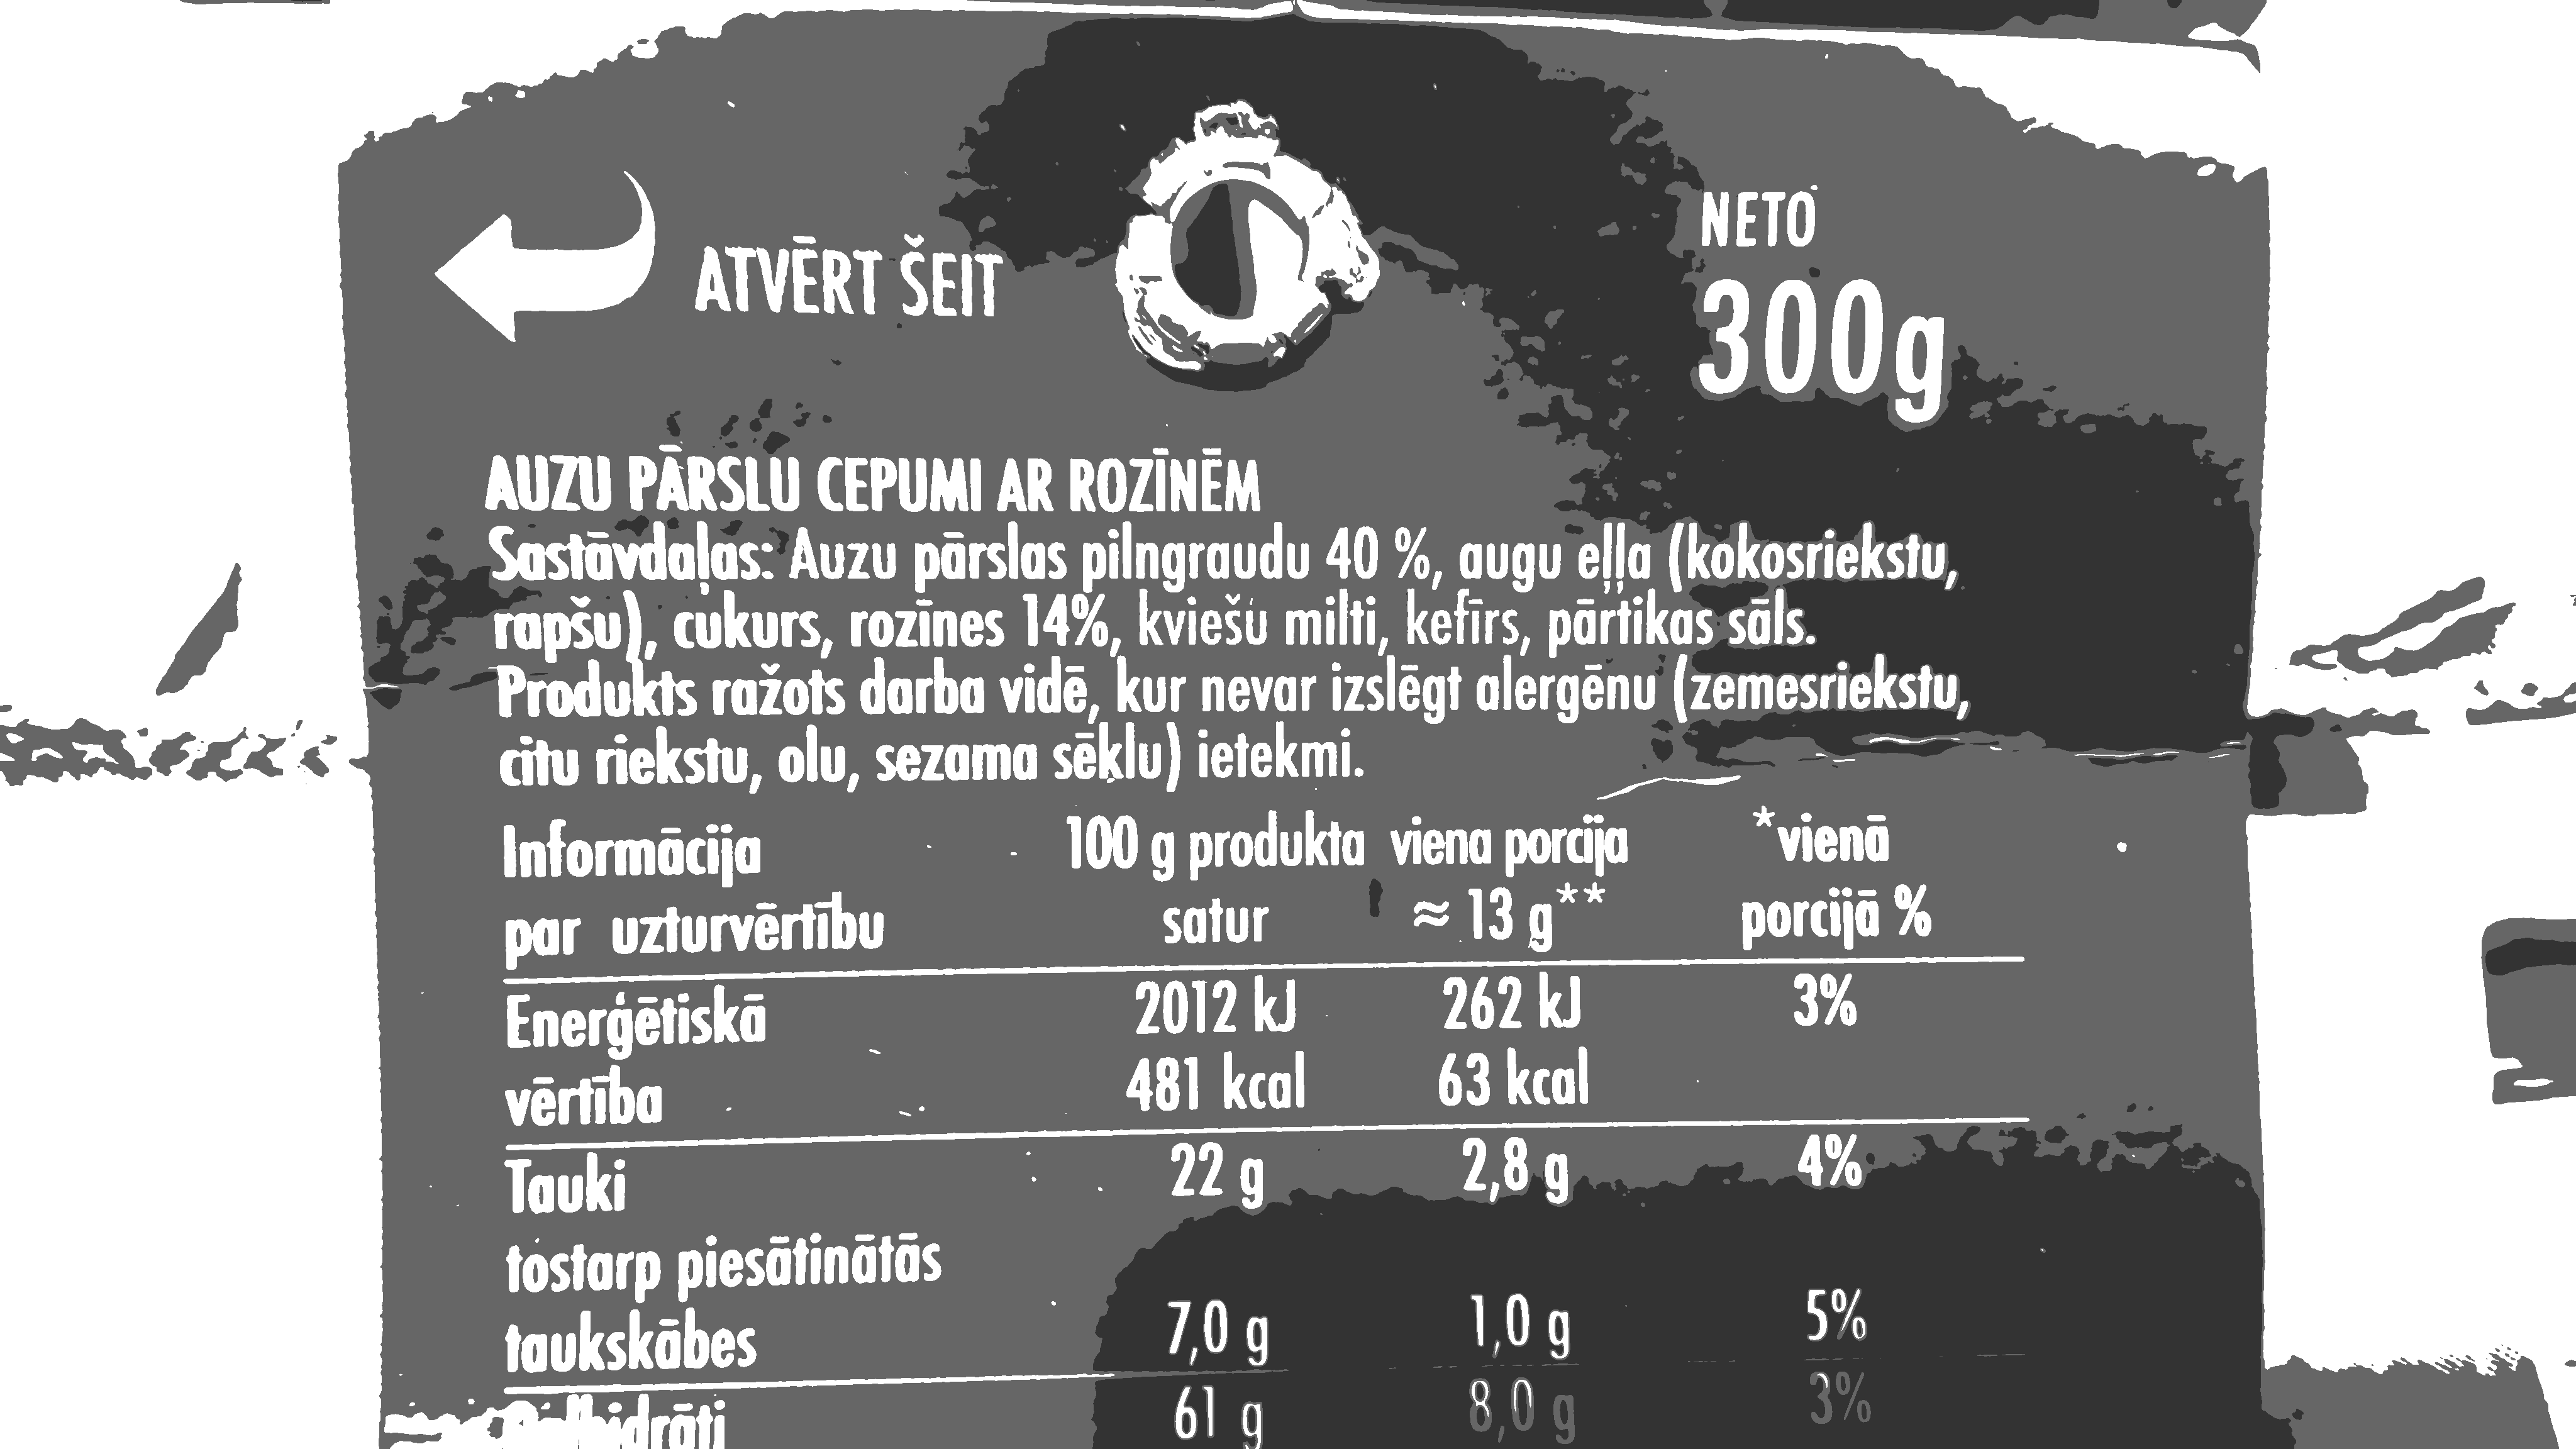 ATVĒRT ŠEIT
NETO
300g
AUZU PĀRSLU CEPUMI AR ROZĪNĒM
Sastāvdaļas: Auzu pārslas pilngraudu 40 %, augu eļļa (kokosriekstu,
rapšu), cukurs, rozīnes 14%, kviešu milti, kefīrs, pārtikas sāls.
Produkts ražots darba vidē, kur nevar izslēgt alergēnu (zemesriekstu,
citu riekstu, olu, sezama sēklu) ietekmi.
Informācija 100 g produkta viena porcija *vienā
par uzturvērtību satur ≈ 13 g** porcijā %
Enerģētiskā 2012 kJ 262 kJ 3%
vērtība 481 kcal 63 kcal
Tauki 22 g 2,8 g 4%
tostarp piesātinātās
taukskābes 7,0 g 1,0 g 5%
61 g 8,0 g 3%